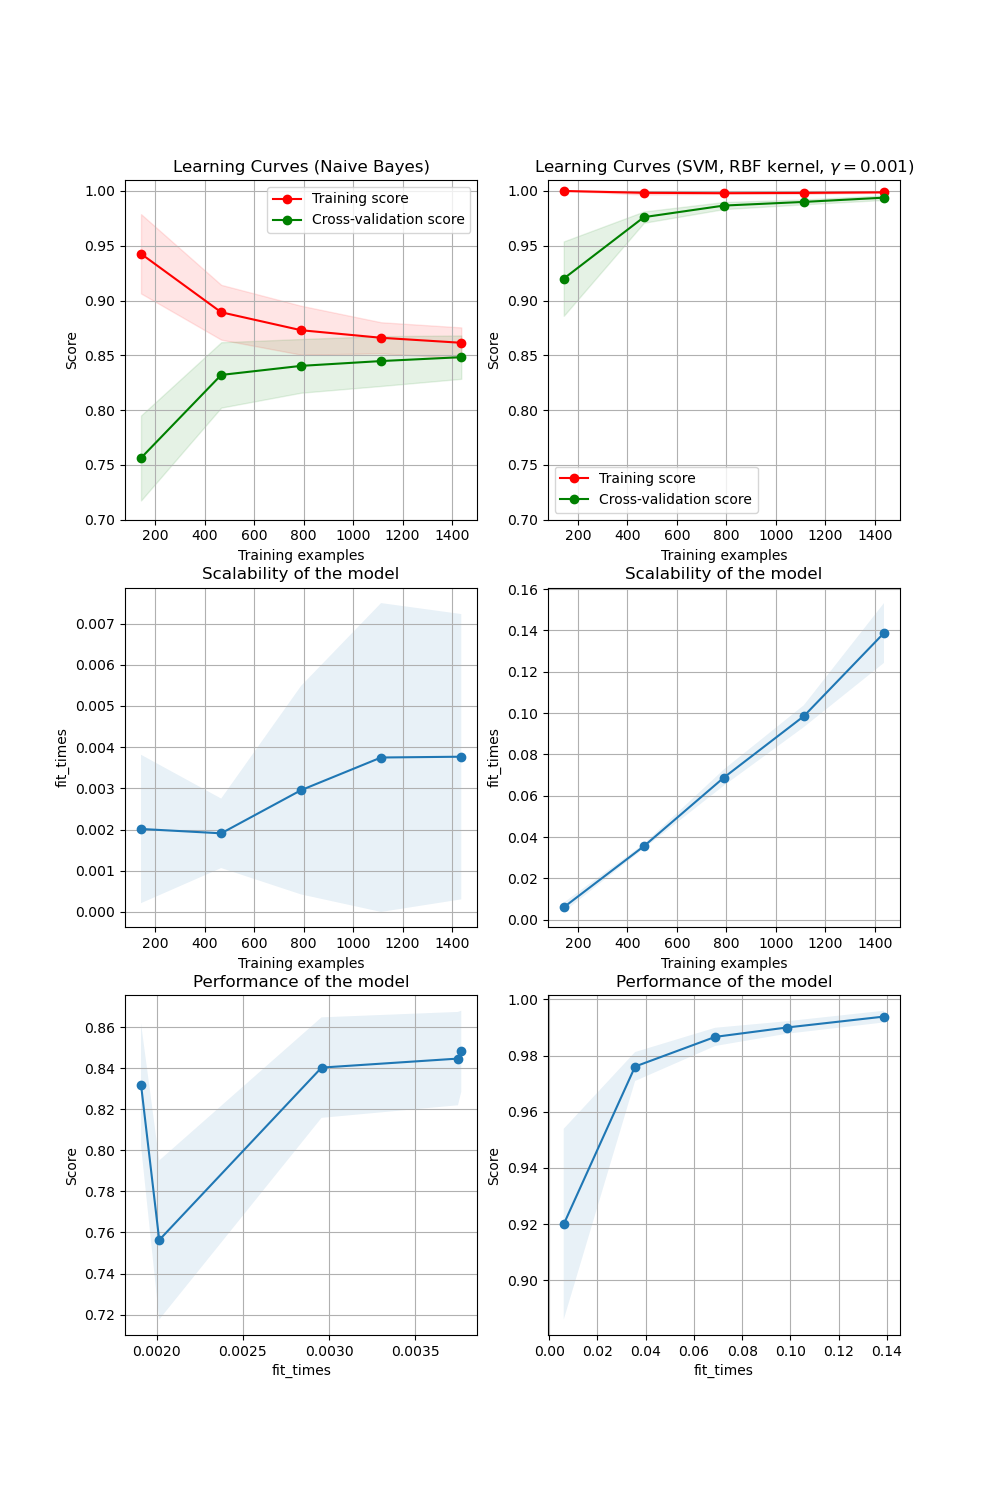 Learning Curves (Naive Bayes)
1.00
0.95
0.90
0.85
0.80
0.75
0.70
Score
Training score
Cross-validation score
200 400 600 800 1000 1200 1400
Training examples
Learning Curves (SVM, RBF kernel, γ = 0.001)
1.00
0.95
0.90
0.85
0.80
0.75
0.70
Score
Training score
Cross-validation score
200 400 600 800 1000 1200 1400
Training examples
Scalability of the model
0.007
0.006
0.005
0.004
0.003
0.002
0.001
0.000
fit_times
200 400 600 800 1000 1200 1400
Training examples
Scalability of the model
0.16
0.14
0.12
0.10
0.08
0.06
0.04
0.02
0.00
fit_times
200 400 600 800 1000 1200 1400
Training examples
Performance of the model
0.86
0.84
0.82
0.80
0.78
0.76
0.74
0.72
Score
0.0020 0.0025 0.0030 0.0035
fit_times
Performance of the model
1.00
0.98
0.96
0.94
0.92
0.90
Score
0.00 0.02 0.04 0.06 0.08 0.10 0.12 0.14
fit_times